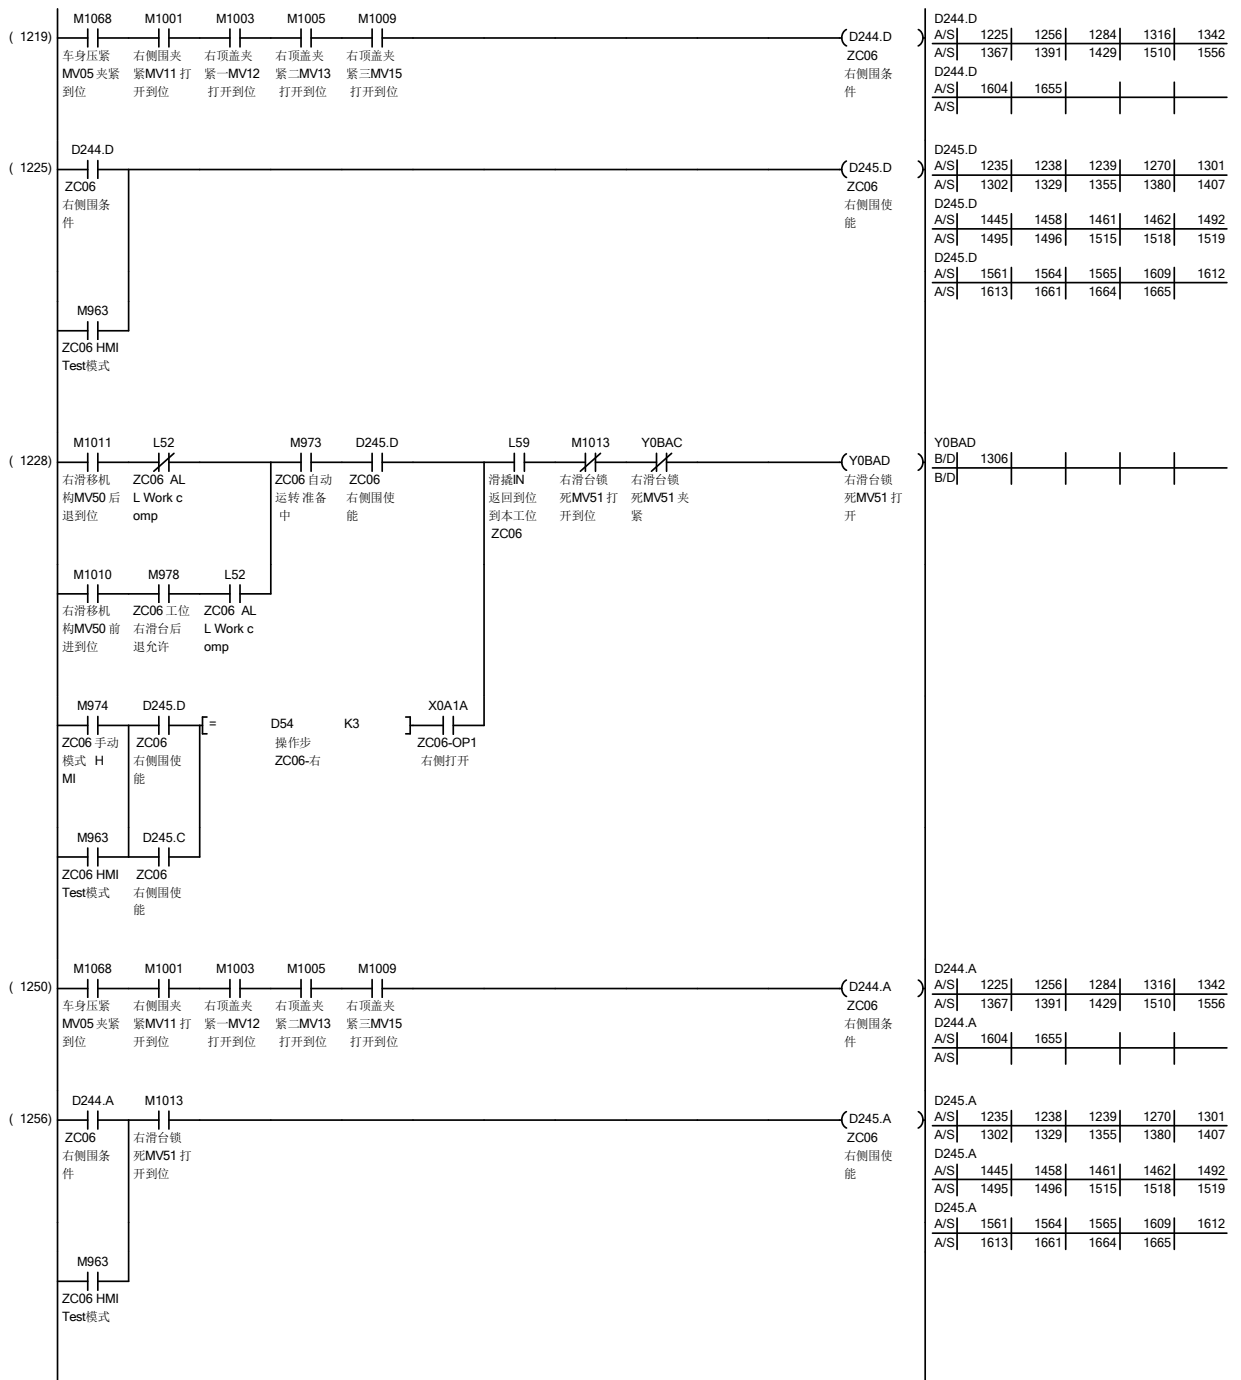 M1068 M1001 M1003 M1005 M1009
( 1219) D244.D
车身压紧 右侧围夹 右顶盖夹 右顶盖夹 右顶盖夹 ZC06
MV05 夹紧 紧MV11 打 紧一MV12 紧二MV13 紧三MV15 右侧围条
到位 开到位 打开到位 打开到位 打开到位 件
D244.D
A/S 1225 1256 1284 1316 1342
A/S 1367 1391 1429 1510 1556
D244.D
A/S 1604 1655
A/S
D244.D
( 1225) D245.D
ZC06 ZC06
右侧围条 右侧围使
件 能
D245.D
A/S 1235 1238 1239 1270 1301
A/S 1302 1329 1355 1380 1407
D245.D
A/S 1445 1458 1461 1462 1492
A/S 1495 1496 1515 1518 1519
D245.D
A/S 1561 1564 1565 1609 1612
A/S 1613 1661 1664 1665
M963
ZC06 HMI
Test模式
M1011 L52 M973 D245.D L59 M1013 Y0BAC
( 1228) Y0BAD
右滑移机 ZC06 AL ZC06 自动 ZC06 滑撬IN 右滑台锁 右滑台锁 右滑台锁
构MV50 后 L Work c 运转 准备 右侧围使 返回到位 死MV51 打 死MV51 夹 死MV51 打
退到位 omp 中 能 到本工位 开到位 紧 开
ZC06
Y0BAD
B/D 1306
B/D
M1010 M978 L52
右滑移机 ZC06 工位 ZC06 AL
构MV50 前 右滑台后 L Work c
进到位 退允许 omp
M974 D245.D X0A1A
= D54 K3
ZC06 手动 ZC06 操作步 ZC06-OP1
模式 H 右侧围使 ZC06-右 右侧打开
MI 能
M963 D245.C
ZC06 HMI ZC06
Test模式 右侧围使
能
M1068 M1001 M1003 M1005 M1009
( 1250) D244.A
车身压紧 右侧围夹 右顶盖夹 右顶盖夹 右顶盖夹 ZC06
MV05 夹紧 紧MV11 打 紧一MV12 紧二MV13 紧三MV15 右侧围条
到位 开到位 打开到位 打开到位 打开到位 件
D244.A
A/S 1225 1256 1284 1316 1342
A/S 1367 1391 1429 1510 1556
D244.A
A/S 1604 1655
A/S
D244.A M1013
( 1256) D245.A
ZC06 右滑台锁 ZC06
右侧围条 死MV51 打 右侧围使
件 开到位 能
D245.A
A/S 1235 1238 1239 1270 1301
A/S 1302 1329 1355 1380 1407
D245.A
A/S 1445 1458 1461 1462 1492
A/S 1495 1496 1515 1518 1519
D245.A
A/S 1561 1564 1565 1609 1612
A/S 1613 1661 1664 1665
M963
ZC06 HMI
Test模式